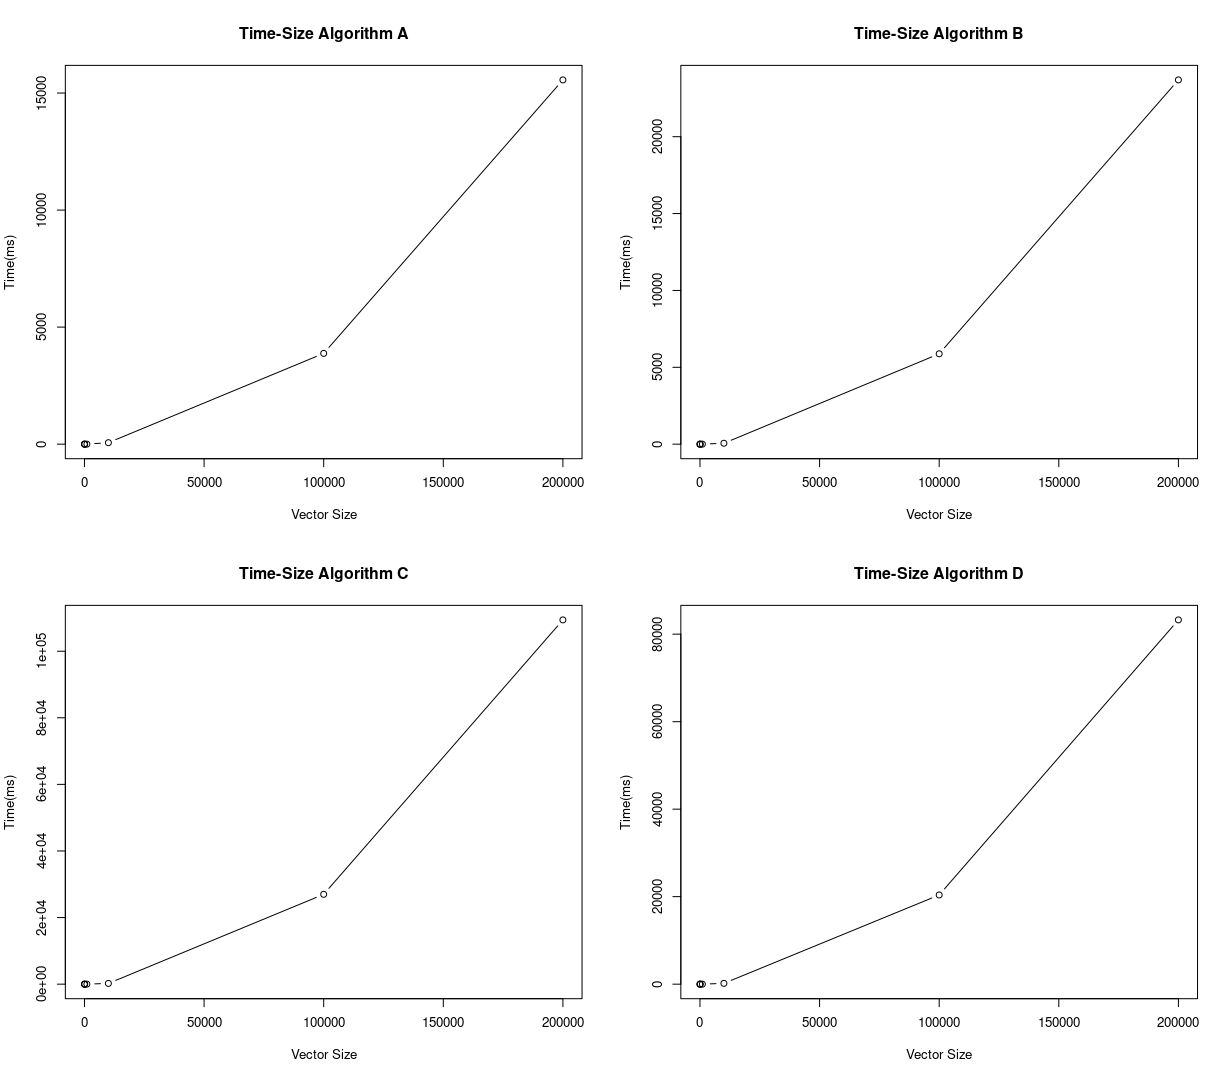 Time-Size Algorithm A
15000
10000
5000
0
Time(ms)
0 50000 100000 150000 200000
Vector Size
Time-Size Algorithm B
20000
15000
10000
5000
0
Time(ms)
0 50000 100000 150000 200000
Vector Size
Time-Size Algorithm C
1e+05
8e+04
6e+04
4e+04
2e+04
0e+00
Time(ms)
0 50000 100000 150000 200000
Vector Size
Time-Size Algorithm D
80000
60000
40000
20000
0
Time(ms)
0 50000 100000 150000 200000
Vector Size